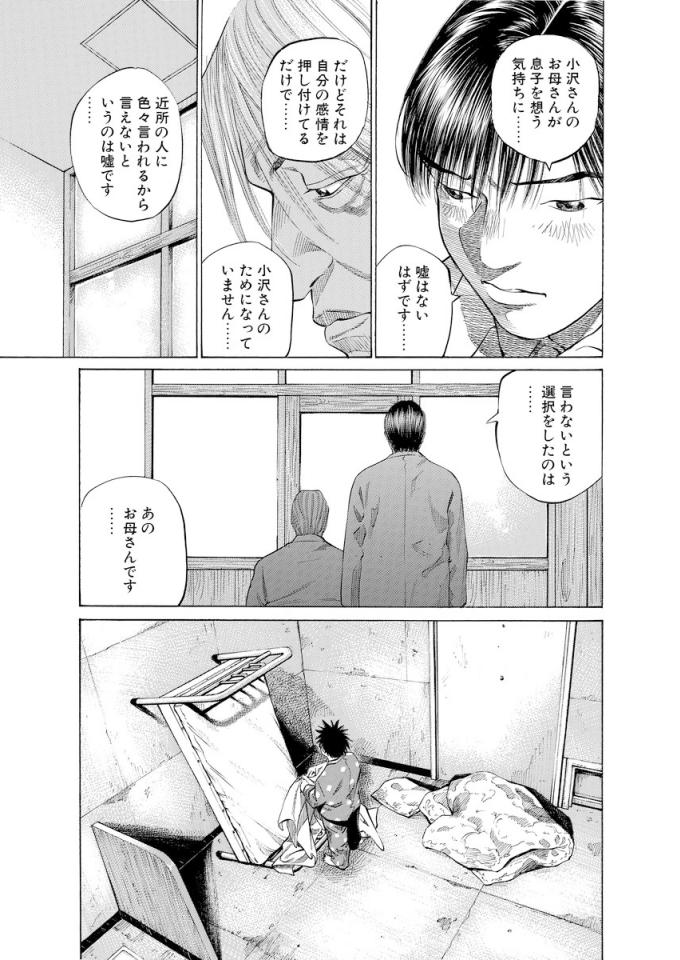 小沢さんの
お母さんが
息子を想う
気持ちに……
嘘はない
はずです……
だけどそれは
自分の感情を
押し付けてる
だけで……
小沢さんの
ためになって
いません……
近所の人に
色々言われるから
言えないと
いうのは嘘です
……
言わないという
選択をしたのは
……
あの
お母さんです
……